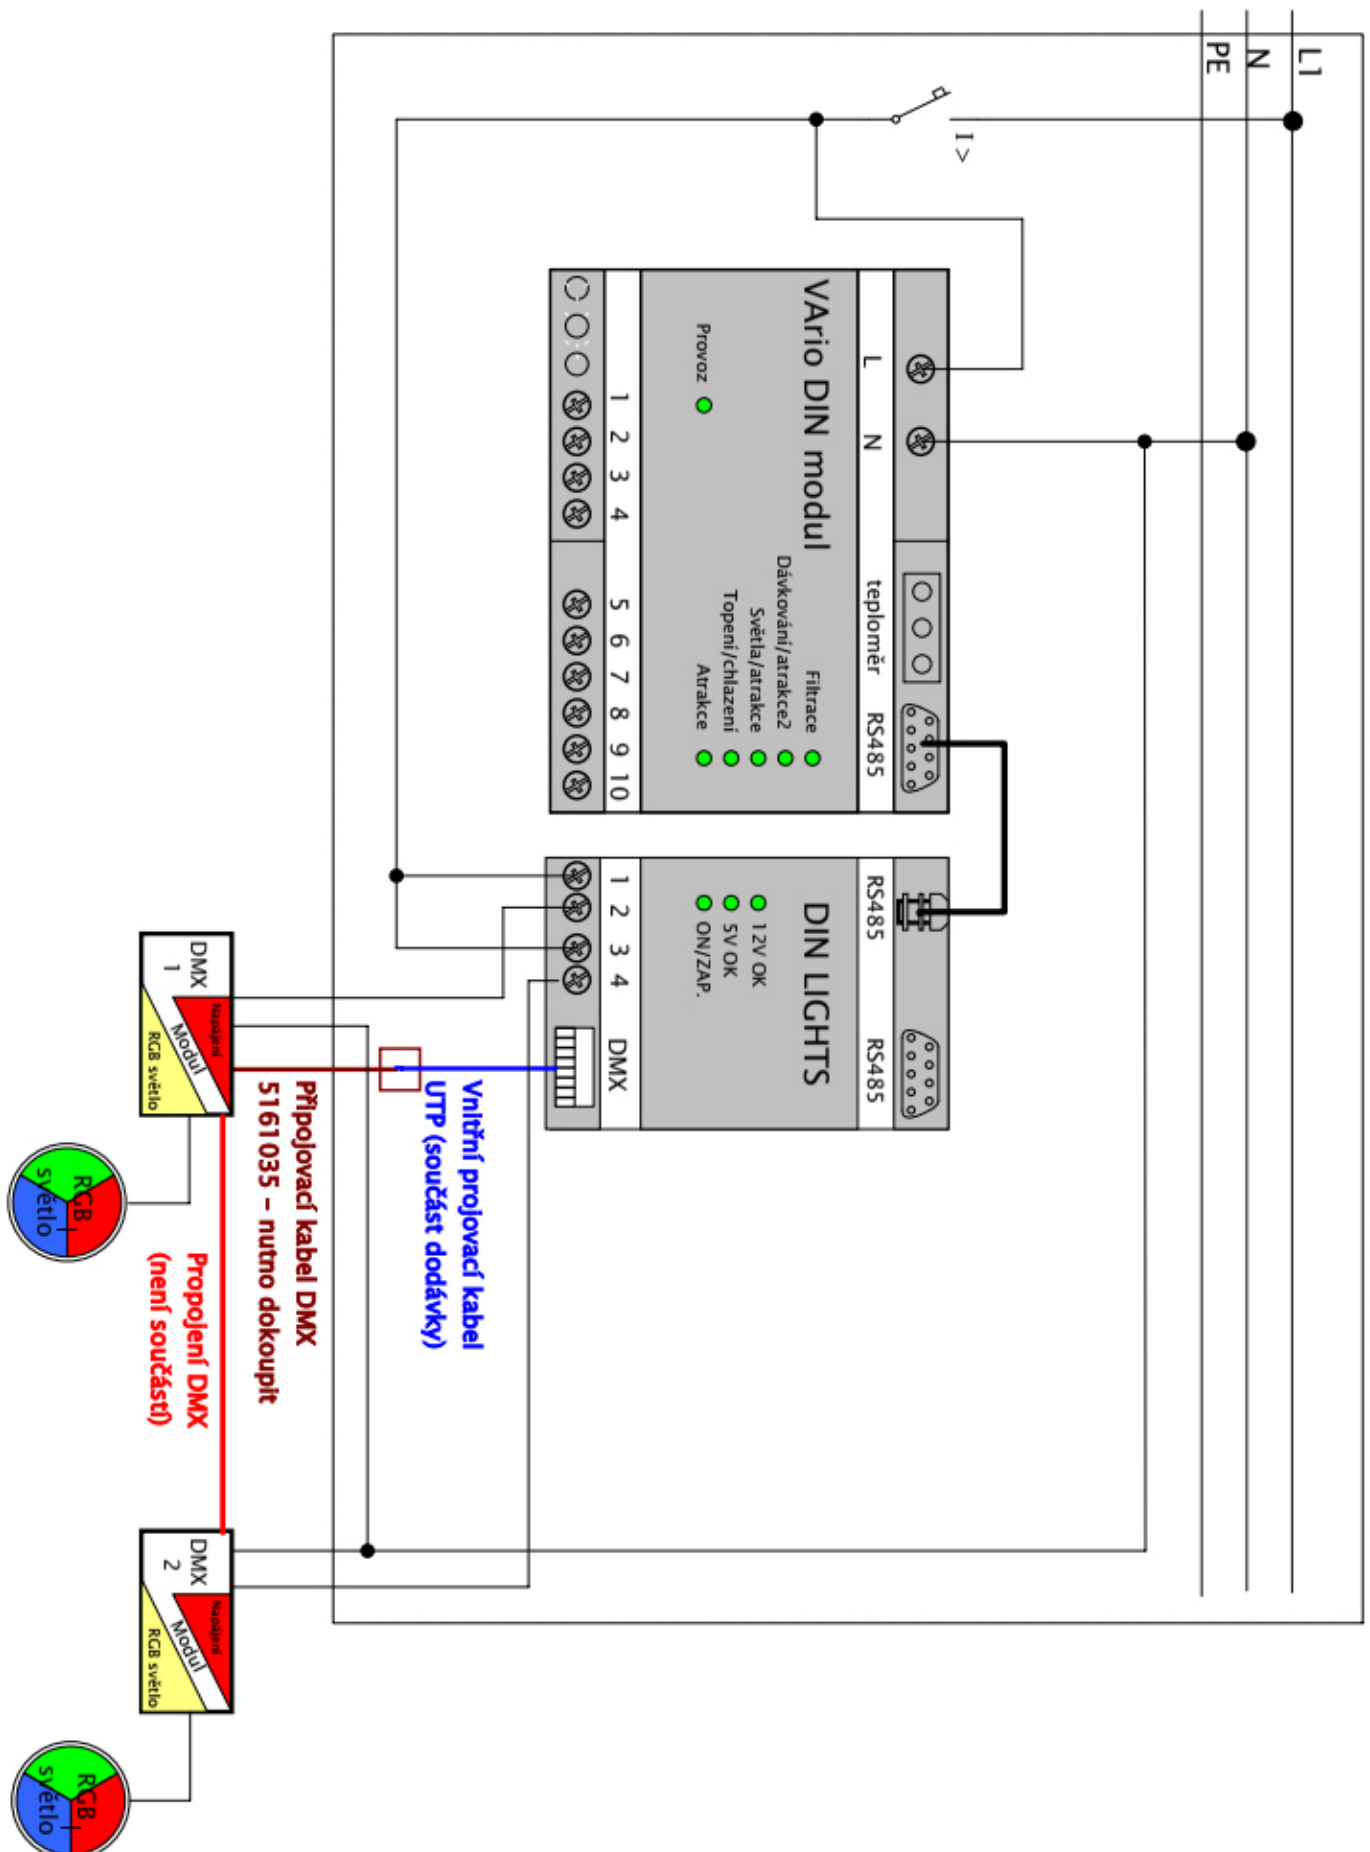 L1
N
PE
I >
VArio DIN modul
L
N
teploměr
RS485
Provoz
Filtrace
Dávkování/atrakce2
Světla/atrakce
Topení/chlazení
Atrakce
1 2 3 4 5 6 7 8 9 10
DIN LIGHTS
RS485
RS485
12V OK
5V OK
ON/ZAP.
1 2 3 4 DMX
Vnitřní projovací kabel
UTP (součást dodávky)
Připojovací kabel DMX
5161035 – nutno dokoupit
Propojení DMX
(není součástí)
DMX
1
Napájení
Modul
RGB světlo
RGB
světlo
DMX
2
Napájení
Modul
RGB světlo
RGB
světlo